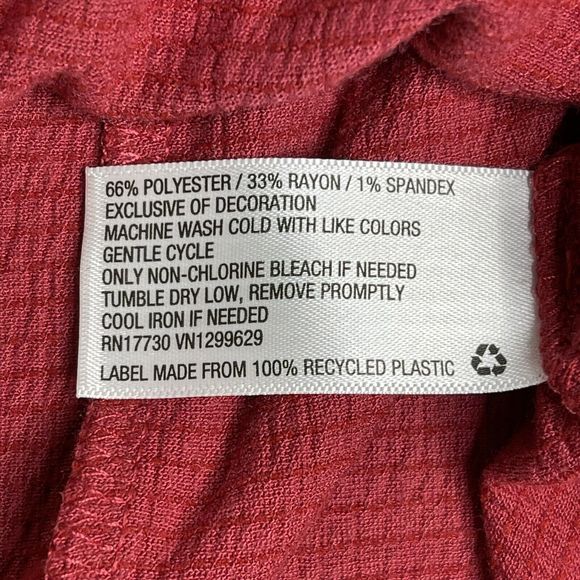 66% POLYESTER / 33% RAYON / 1% SPANDEX
EXCLUSIVE OF DECORATION
MACHINE WASH COLD WITH LIKE COLORS
GENTLE CYCLE
ONLY NON-CHLORINE BLEACH IF NEEDED
TUMBLE DRY LOW, REMOVE PROMPTLY
COOL IRON IF NEEDED
RN17730 VN1299629
LABEL MADE FROM 100% RECYCLED PLASTIC